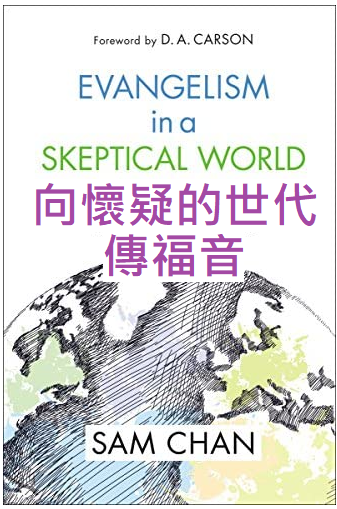 Foreword by D. A. CARSON
EVANGELISM
in a
SKEPTICAL WORLD
向懷疑的世代
傳福音
SAM CHAN